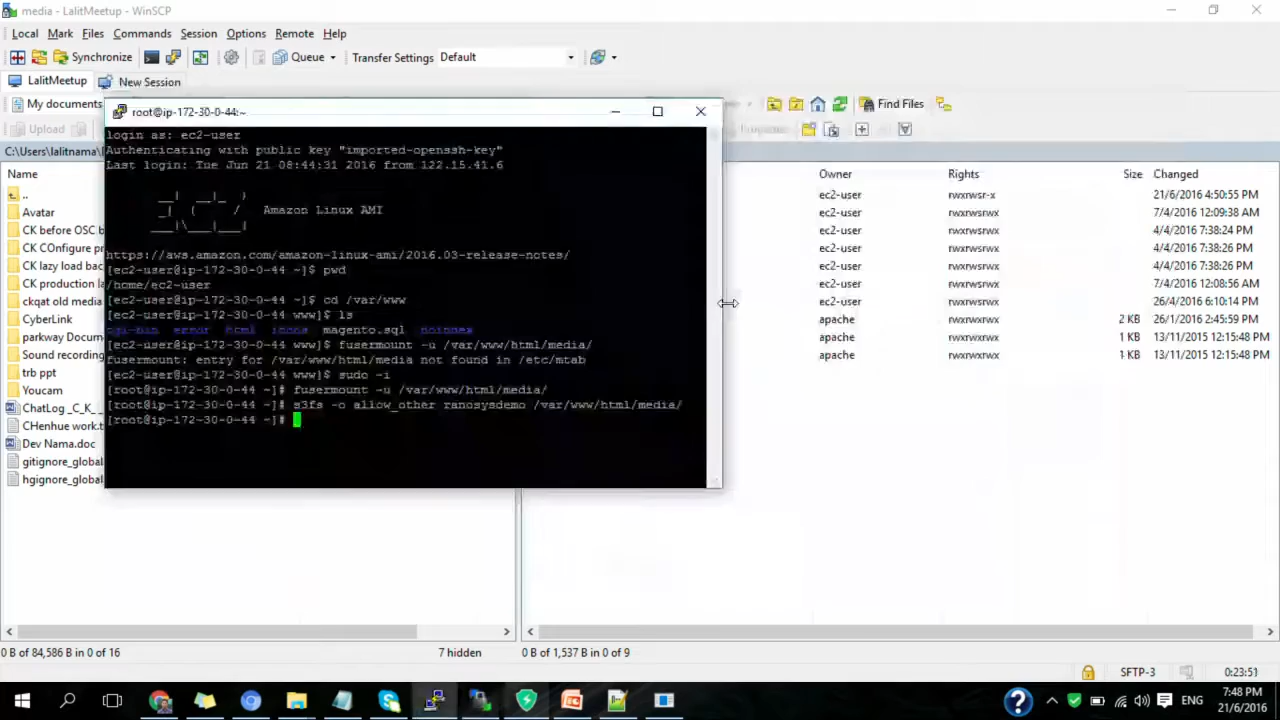 media - LalitMeetup - WinSCP
Local Mark Files Commands Session Options Remote Help
Synchronize Queue Transfer Settings Default
LalitMeetup New Session
My documents Find Files
Upload Properties
C:\Users\lalitnama\
root@ip-172-30-0-44:~
login as: ec2-user
Authenticating with public key "imported-openssh-key"
Last login: Tue Jun 21 08:44:31 2016 from 122.15.41.6
__| __|_ )
_| ( / Amazon Linux AMI
___|\___|___|
https://aws.amazon.com/amazon-linux-ami/2016.03-release-notes/
[ec2-user@ip-172-30-0-44 ~]$ pwd
/home/ec2-user
[ec2-user@ip-172-30-0-44 ~]$ cd /var/www
[ec2-user@ip-172-30-0-44 www]$ ls
cgi-bin error html icons magento.sql noindex
[ec2-user@ip-172-30-0-44 www]$ fusermount -u /var/www/html/media/
fusermount: entry for /var/www/html/media not found in /etc/mtab
[ec2-user@ip-172-30-0-44 www]$ sudo -i
[root@ip-172-30-0-44 ~]# fusermount -u /var/www/html/media/
[root@ip-172-30-0-44 ~]# s3fs -o allow_other ranosysdemo /var/www/html/media/
[root@ip-172-30-0-44 ~]#
Name
..
Avatar
CK before OSC b
CK COnfigure pr
CK lazy load bac
CK production la
ckqat old media
CyberLink
parkway Docum
Sound recording
trb ppt
Youcam
ChatLog _C_K_
CHenhue work.t
Dev Nama.doc
gitignore_global
hgignore_global
Owner Rights Size Changed
ec2-user rwxrwsr-x 21/6/2016 4:50:55 PM
ec2-user rwxrwsrwx 7/4/2016 12:09:38 AM
ec2-user rwxrwsrwx 4/4/2016 7:38:24 PM
ec2-user rwxrwsrwx 4/4/2016 7:38:26 PM
ec2-user rwxrwsrwx 4/4/2016 7:38:26 PM
ec2-user rwxrwsrwx 7/4/2016 12:08:56 AM
ec2-user rwxrwsrwx 26/4/2016 6:10:14 PM
apache rwxrwxrwx 2 KB 26/1/2016 2:45:59 PM
apache rwxrwxrwx 1 KB 13/11/2015 12:15:48 PM
apache rwxrwxrwx 1 KB 13/11/2015 12:15:48 PM
0 B of 84,586 B in 0 of 16 7 hidden 0 B of 1,537 B in 0 of 9
SFTP-3 0:23:51
ENG 7:48 PM
21/6/2016